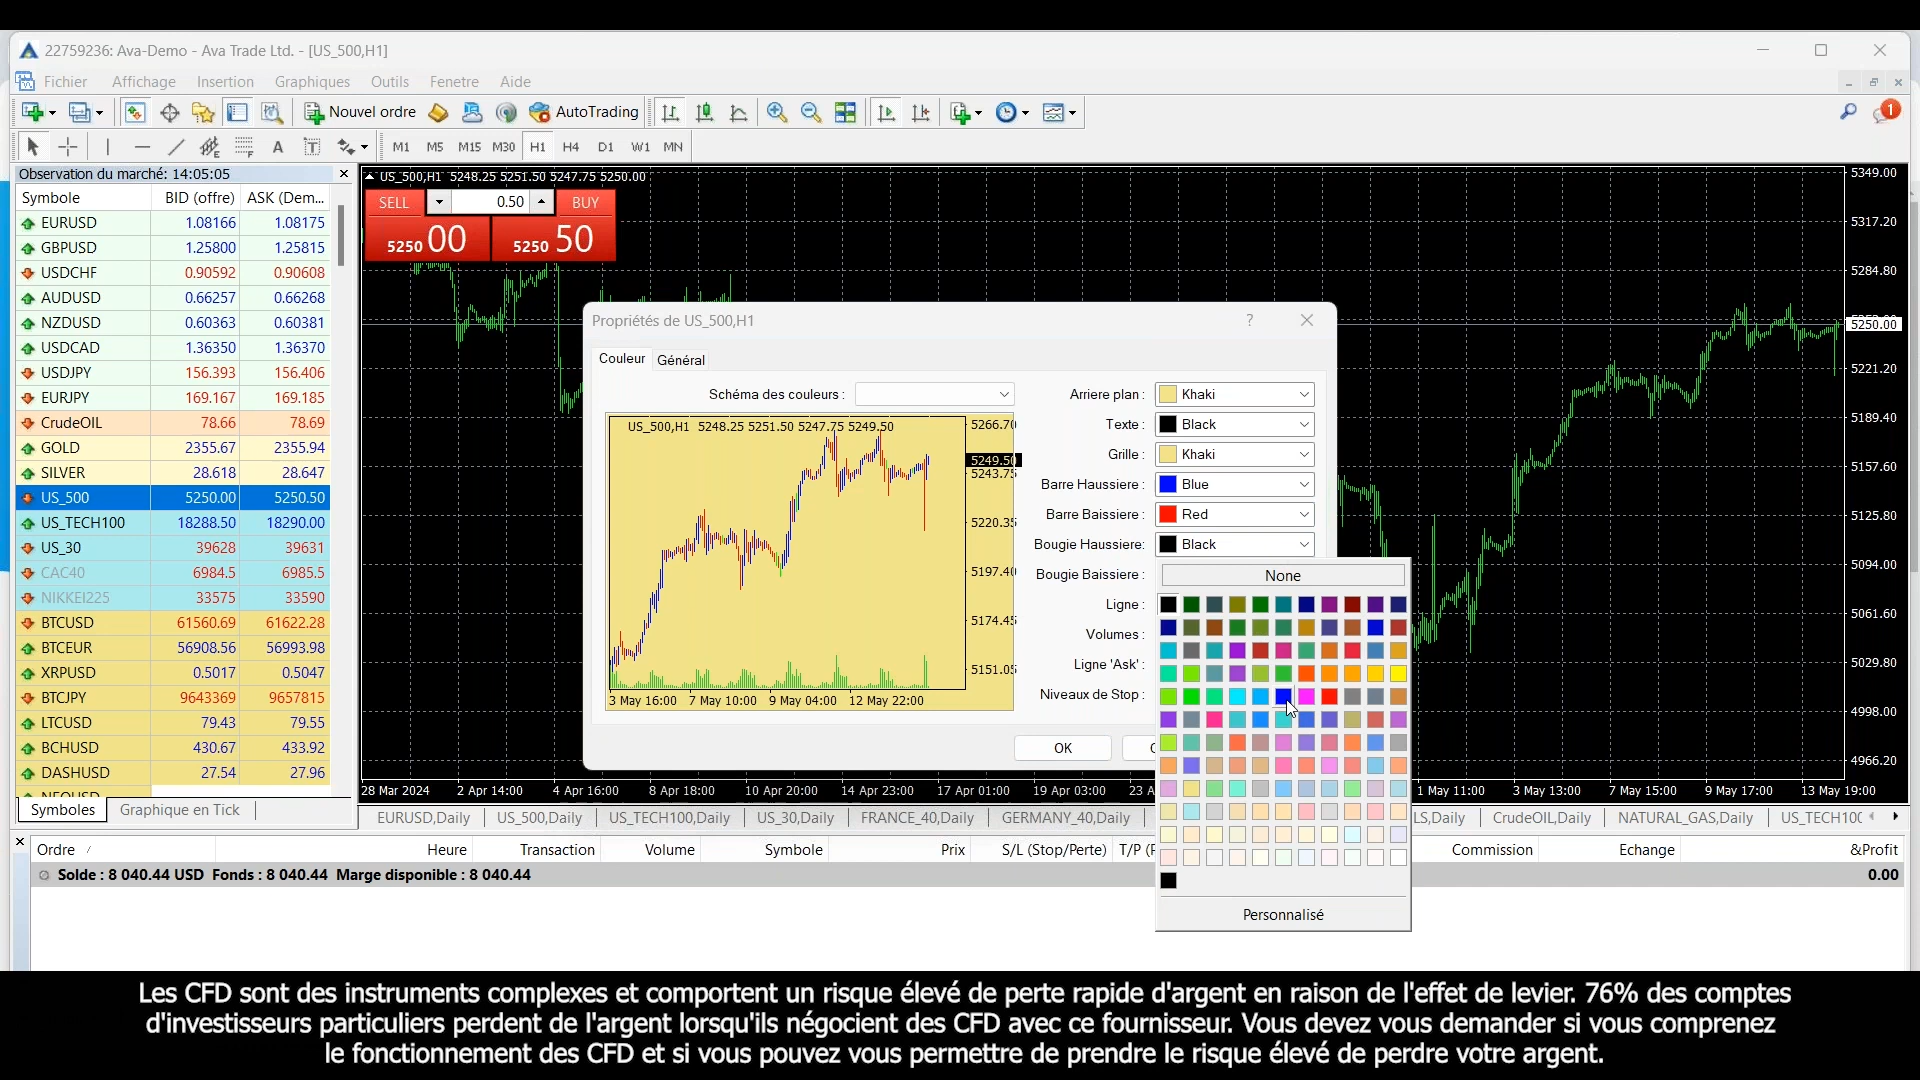 22759236: Ava-Demo - Ava Trade Ltd. - [US_500,H1]
Fichier Affichage Insertion Graphiques Outils Fenetre Aide
Nouvel ordre AutoTrading 1
A T M1 M5 M15 M30 H1 H4 D1 W1 MN
Observation du marché: 14:05:05
Symbole BID (offre) ASK (Dem...
EURUSD 1.08166 1.08175
GBPUSD 1.25800 1.25815
USDCHF 0.90592 0.90608
AUDUSD 0.66257 0.66268
NZDUSD 0.60363 0.60381
USDCAD 1.36350 1.36370
USDJPY 156.393 156.406
EURJPY 169.167 169.185
CrudeOIL 78.66 78.69
GOLD 2355.67 2355.94
SILVER 28.618 28.647
US_500 5250.00 5250.50
US_TECH100 18288.50 18290.00
US_30 39628 39631
CAC40 6984.5 6985.5
NIKKEI225 33575 33590
BTCUSD 61560.69 61622.28
BTCEUR 56908.56 56993.98
XRPUSD 0.5017 0.5047
BTCJPY 9643369 9657815
LTCUSD 79.43 79.55
BCHUSD 430.67 433.92
DASHUSD 27.54 27.96
Symboles Graphique en Tick
US_500,H1 5248.25 5251.50 5247.75 5250.00
SELL 0.50 BUY
5250 00 5250 50
5349.00
5317.20
5284.80
5250.00
5221.20
5189.40
5157.60
5125.80
5094.00
5061.60
5029.80
4998.00
4966.20
Propriétés de US_500,H1 ?
Couleur Général
Schéma des couleurs :
US_500,H1 5248.25 5251.50 5247.75 5249.50
5266.70
5249.50
5243.75
5220.35
5197.40
5174.45
5151.05
3 May 16:00 7 May 10:00 9 May 04:00 12 May 22:00
Arriere plan : Khaki
Texte : Black
Grille : Khaki
Barre Haussiere : Blue
Barre Baissiere : Red
Bougie Haussiere: Black
Bougie Baissiere :
Ligne :
Volumes :
Ligne 'Ask' :
Niveaux de Stop :
None
Personnalisé
OK
28 Mar 2024 2 Apr 14:00 4 Apr 16:00 8 Apr 18:00 10 Apr 20:00 14 Apr 23:00 17 Apr 01:00 19 Apr 03:00 23 A 1 May 11:00 3 May 13:00 7 May 15:00 9 May 17:00 13 May 19:00
EURUSD,Daily US_500,Daily US_TECH100,Daily US_30,Daily FRANCE_40,Daily GERMANY_40,Daily LS,Daily CrudeOIL,Daily NATURAL_GAS,Daily US_TECH100
Ordre Heure Transaction Volume Symbole Prix S/L (Stop/Perte) T/P (P Commission Echange &Profit
Solde : 8 040.44 USD Fonds : 8 040.44 Marge disponible : 8 040.44 0.00
Les CFD sont des instruments complexes et comportent un risque élevé de perte rapide d'argent en raison de l'effet de levier. 76% des comptes
d'investisseurs particuliers perdent de l'argent lorsqu'ils négocient des CFD avec ce fournisseur. Vous devez vous demander si vous comprenez
le fonctionnement des CFD et si vous pouvez vous permettre de prendre le risque élevé de perdre votre argent.